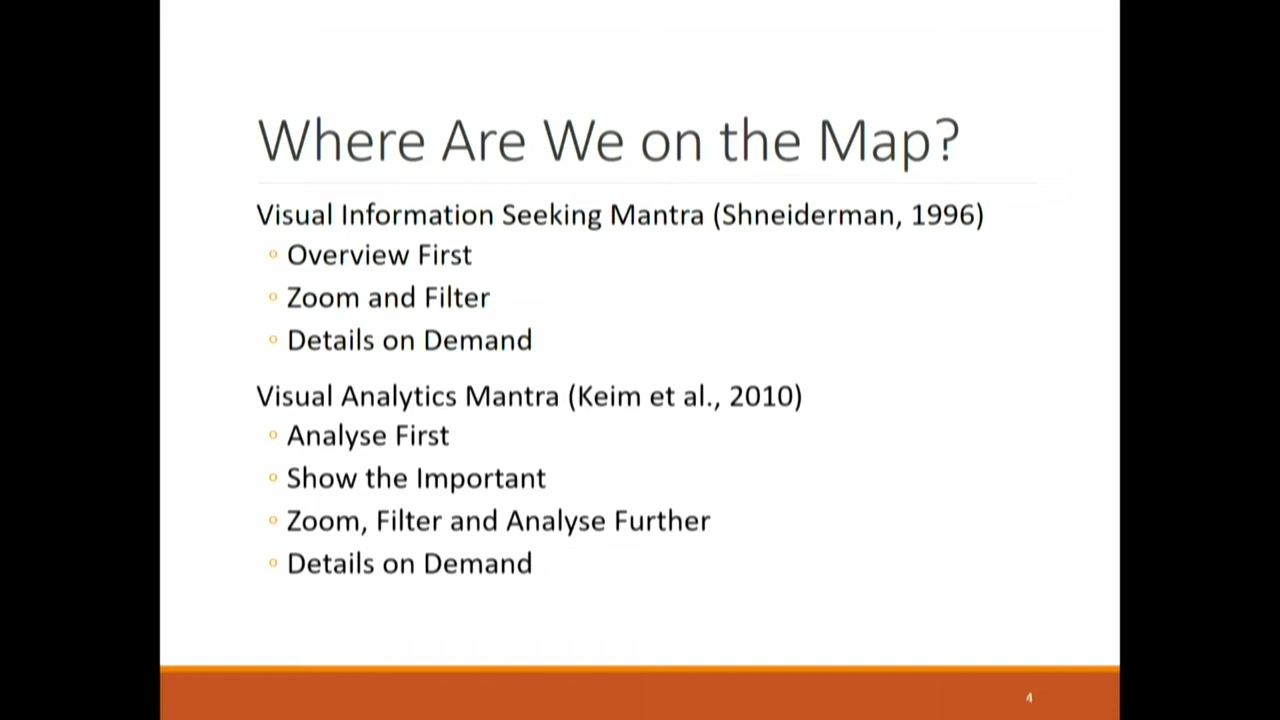 Where Are We on the Map?
Visual Information Seeking Mantra (Shneiderman, 1996)
◦ Overview First
◦ Zoom and Filter
◦ Details on Demand
Visual Analytics Mantra (Keim et al., 2010)
◦ Analyse First
◦ Show the Important
◦ Zoom, Filter and Analyse Further
◦ Details on Demand
4